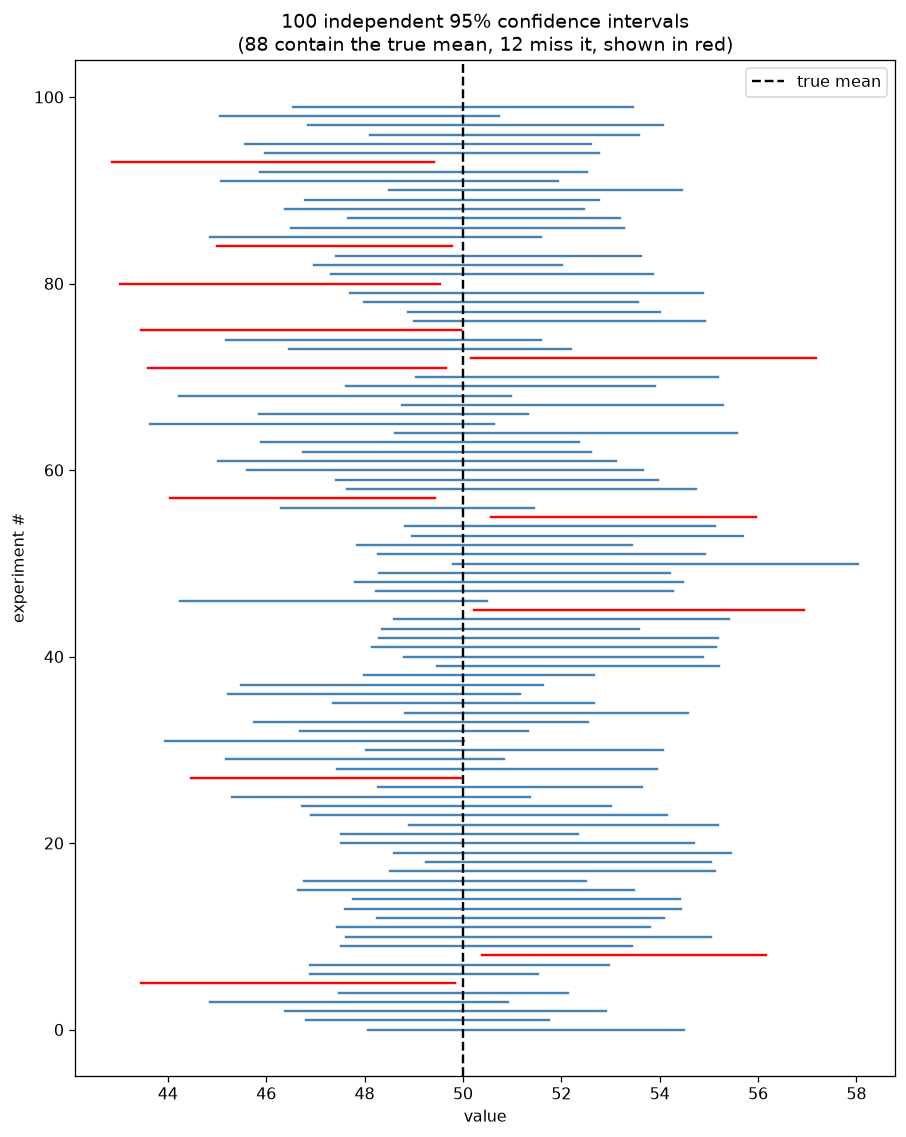 100 independent 95% confidence intervals
(88 contain the true mean, 12 miss it, shown in red)
true mean
100
80
60
40
20
0
experiment #
44 46 48 50 52 54 56 58
value